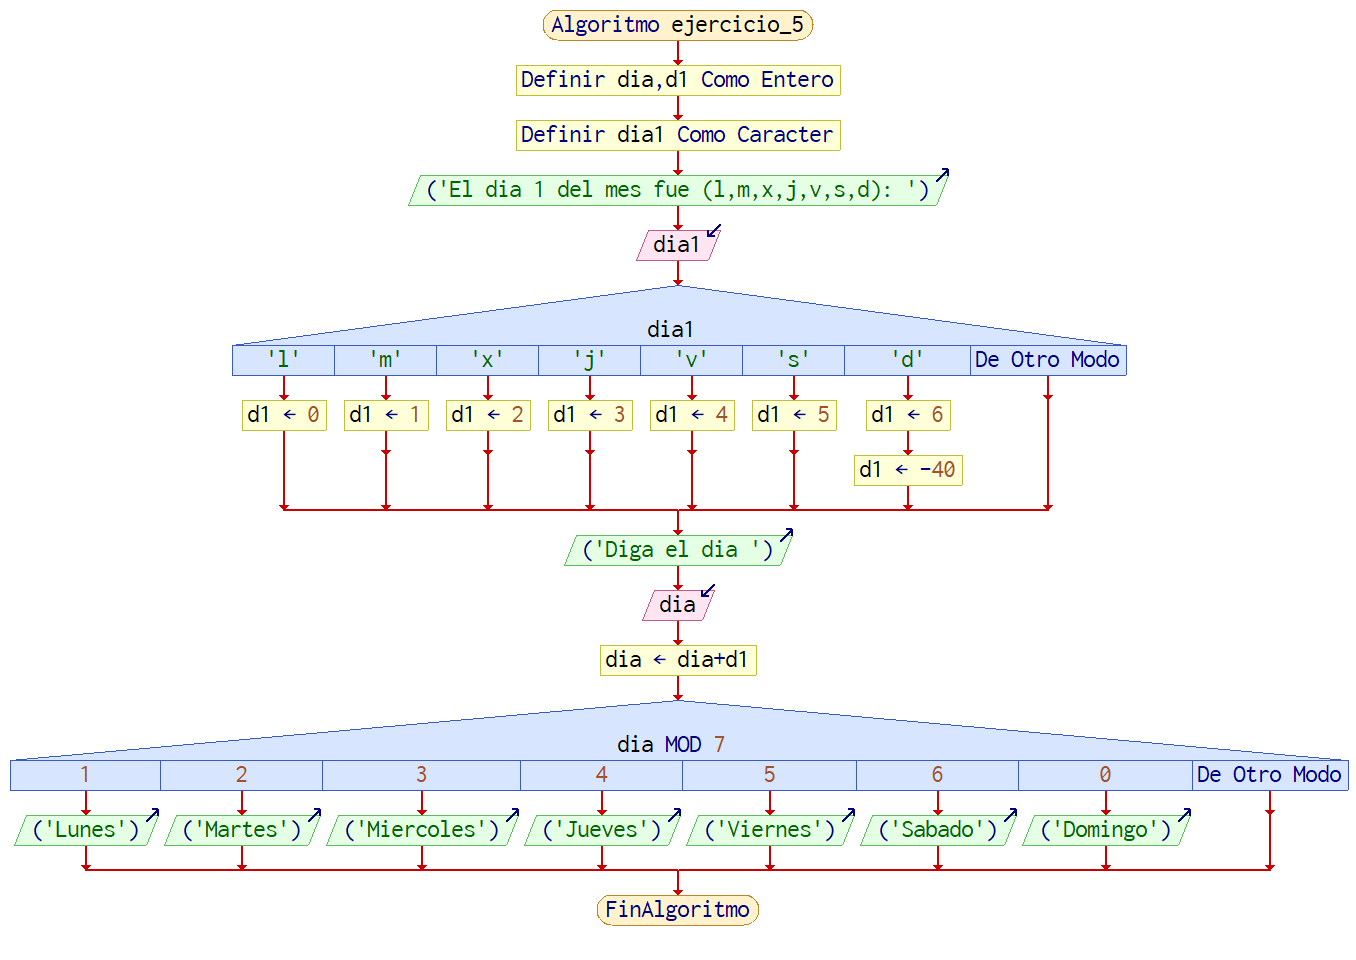 Algoritmo ejercicio_5
Definir dia,d1 Como Entero
Definir dia1 Como Caracter
('El dia 1 del mes fue (l,m,x,j,v,s,d): ')
dia1
dia1
'l' 'm' 'x' 'j' 'v' 's' 'd' De Otro Modo
d1 ← 0 d1 ← 1 d1 ← 2 d1 ← 3 d1 ← 4 d1 ← 5 d1 ← 6
d1 ← -40
('Diga el dia ')
dia
dia ← dia+d1
dia MOD 7
1 2 3 4 5 6 0 De Otro Modo
('Lunes') ('Martes') ('Miercoles') ('Jueves') ('Viernes') ('Sabado') ('Domingo')
FinAlgoritmo